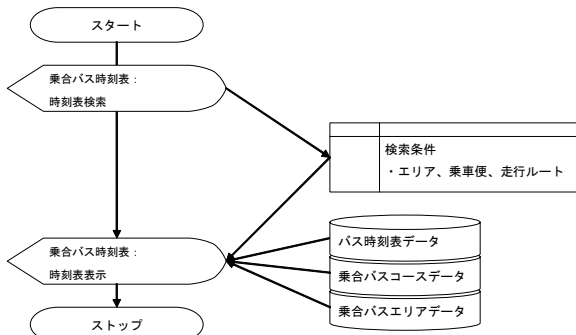 スタート
乗合バス時刻表：
時刻表検索
検索条件
・エリア、乗車便、走行ルート
バス時刻表データ
乗合バスコースデータ
乗合バスエリアデータ
乗合バス時刻表：
時刻表表示
ストップ